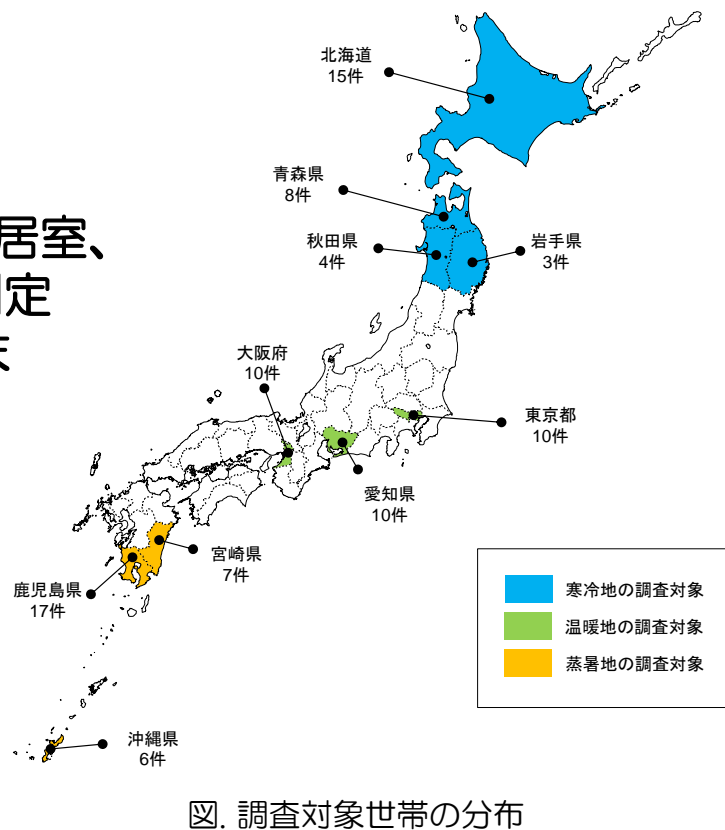 北海道
15件
青森県
8件
居室、
秋田県
4件
岩手県
3件
定
大阪府
10件
東京都
10件
愛知県
10件
宮崎県
7件
鹿児島県
17件
寒冷地の調査対象
温暖地の調査対象
蒸暑地の調査対象
沖縄県
6件
図. 調査対象世帯の分布